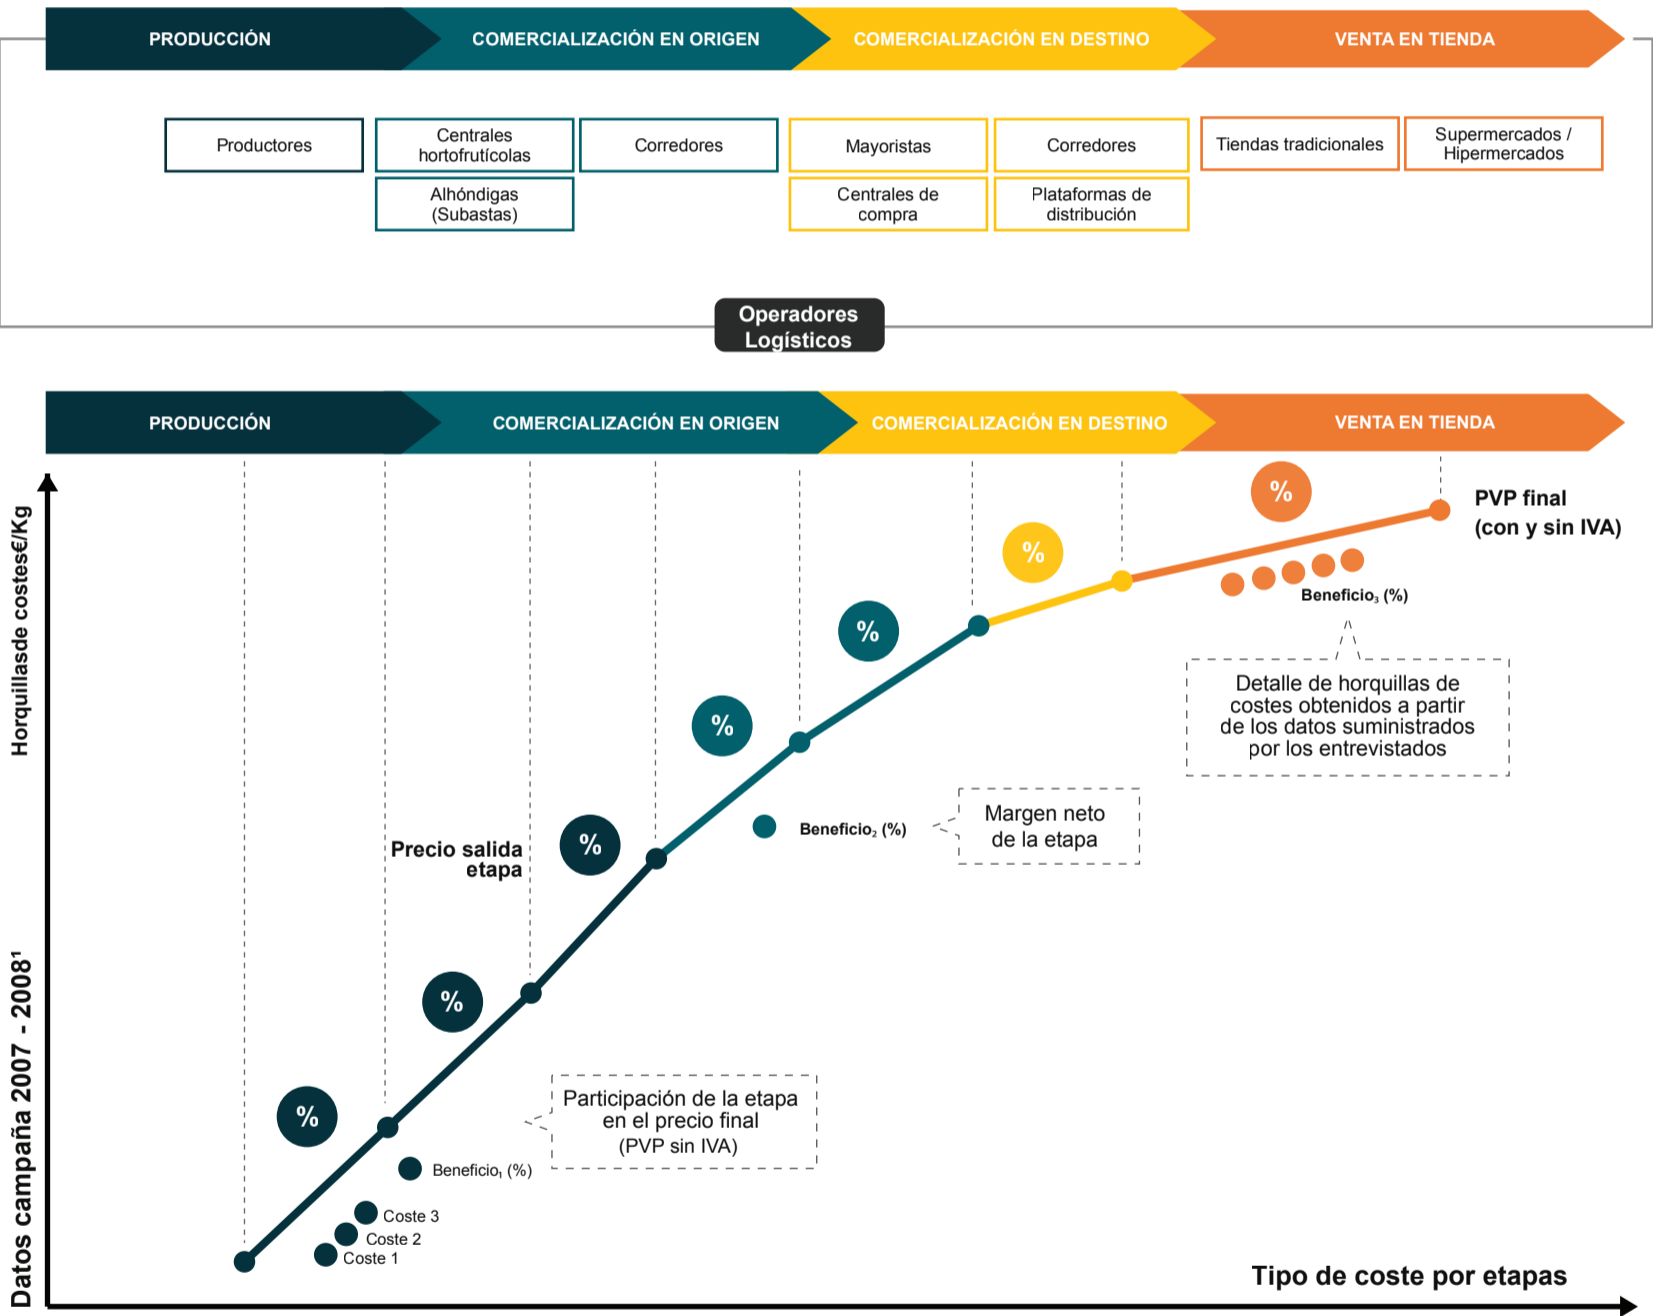 PRODUCCIÓN
COMERCIALIZACIÓN EN ORIGEN
COMERCIALIZACIÓN EN DESTINO
VENTA EN TIENDA
Productores
Centrales
hortofrutícolas
Corredores
Mayoristas
Corredores
Tiendas tradicionales
Supermercados /
Hipermercados
Alhóndigas
(Subastas)
Centrales de
compra
Plataformas de
distribución
Operadores
Logísticos
PRODUCCIÓN
COMERCIALIZACIÓN EN ORIGEN
COMERCIALIZACIÓN EN DESTINO
VENTA EN TIENDA
Horquillasde costes€/Kg
Datos campaña 2007 - 2008¹
%
PVP final
(con y sin IVA)
%
Beneficio₃ (%)
%
Detalle de horquillas de
costes obtenidos a partir
de los datos suministrados
por los entrevistados
%
Beneficio₂ (%)
Margen neto
de la etapa
Precio salida
etapa
%
%
Participación de la etapa
en el precio final
(PVP sin IVA)
%
Beneficio₁ (%)
Coste 3
Coste 2
Coste 1
Tipo de coste por etapas